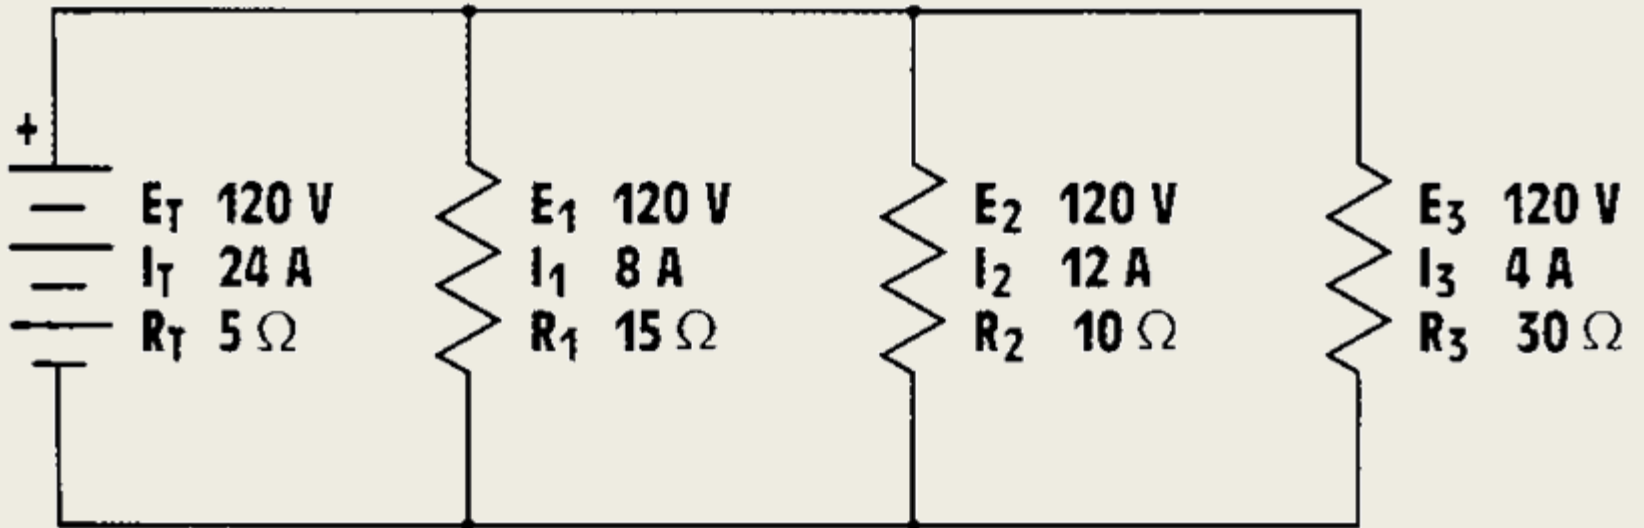 +
E_T 120 V
I_T 24 A
R_T 5 Ω
E_1 120 V
I_1 8 A
R_1 15 Ω
E_2 120 V
I_2 12 A
R_2 10 Ω
E_3 120 V
I_3 4 A
R_3 30 Ω